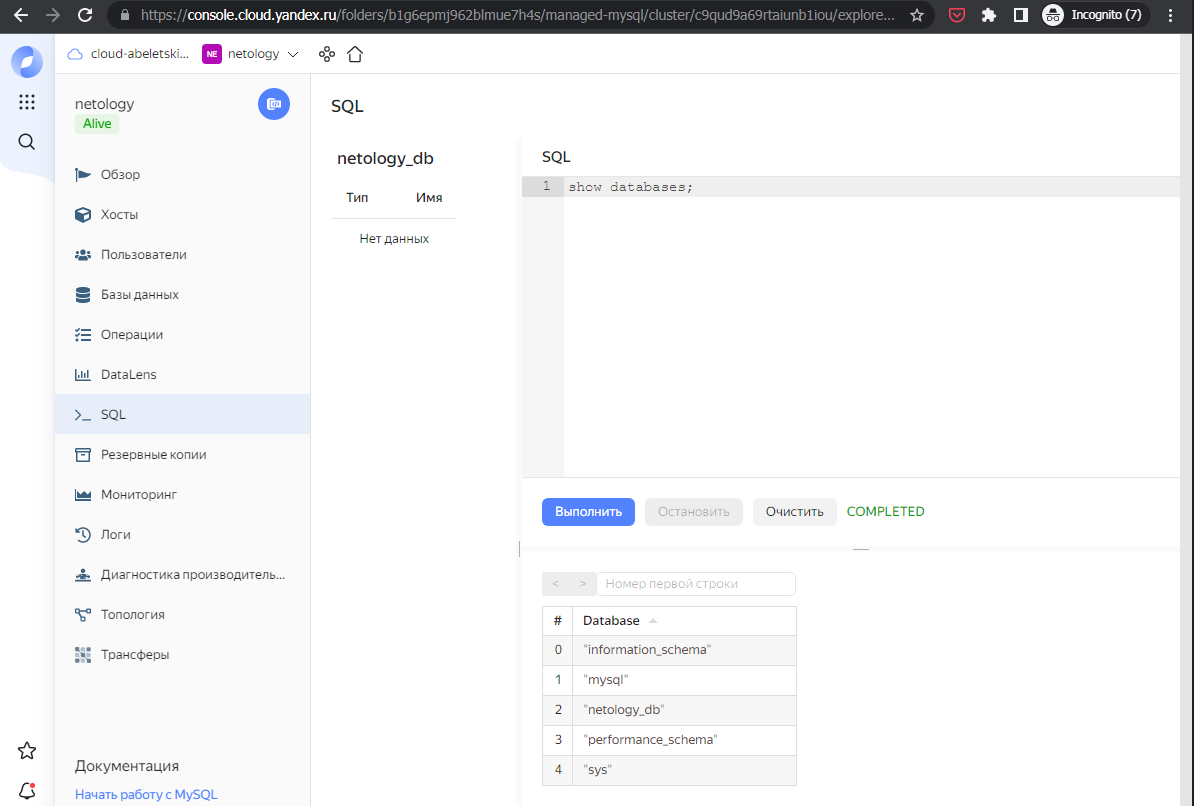 https://console.cloud.yandex.ru/folders/b1g6epmj962blmue7h4s/managed-mysql/cluster/c9qud9a69rtaiunb1iou/explore...
Incognito (7)
cloud-abeletski...
NE
netology
netology
Alive
Обзор
Хосты
Пользователи
Базы данных
Операции
DataLens
SQL
Резервные копии
Мониторинг
Логи
Диагностика производитель...
Топология
Трансферы
Документация
Начать работу с MySQL
SQL
netology_db
Тип
Имя
Нет данных
SQL
1 show databases;
Выполнить
Остановить
Очистить
COMPLETED
< >
Номер первой строки
# Database
0 "information_schema"
1 "mysql"
2 "netology_db"
3 "performance_schema"
4 "sys"